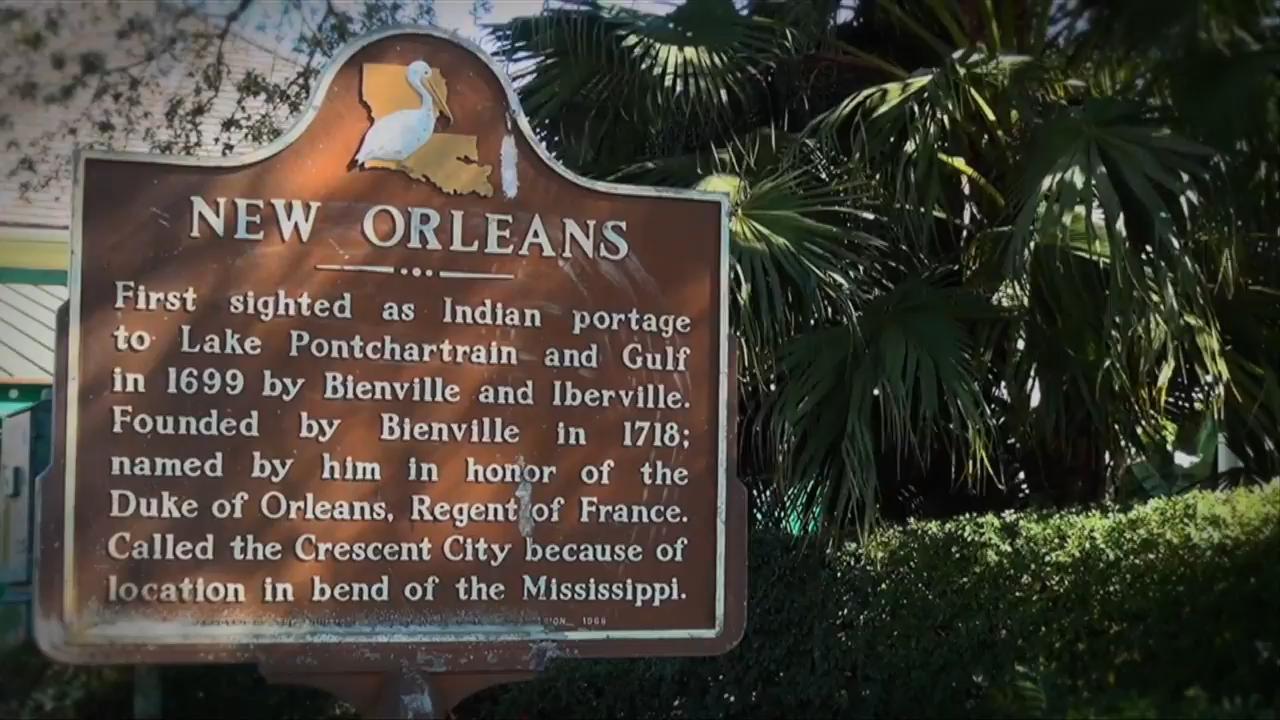 NEW ORLEANS
First sighted as Indian portage
to Lake Pontchartrain and Gulf
in 1699 by Bienville and Iberville.
Founded by Bienville in 1718;
named by him in honor of the
Duke of Orleans, Regent of France.
Called the Crescent City because of
location in bend of the Mississippi.